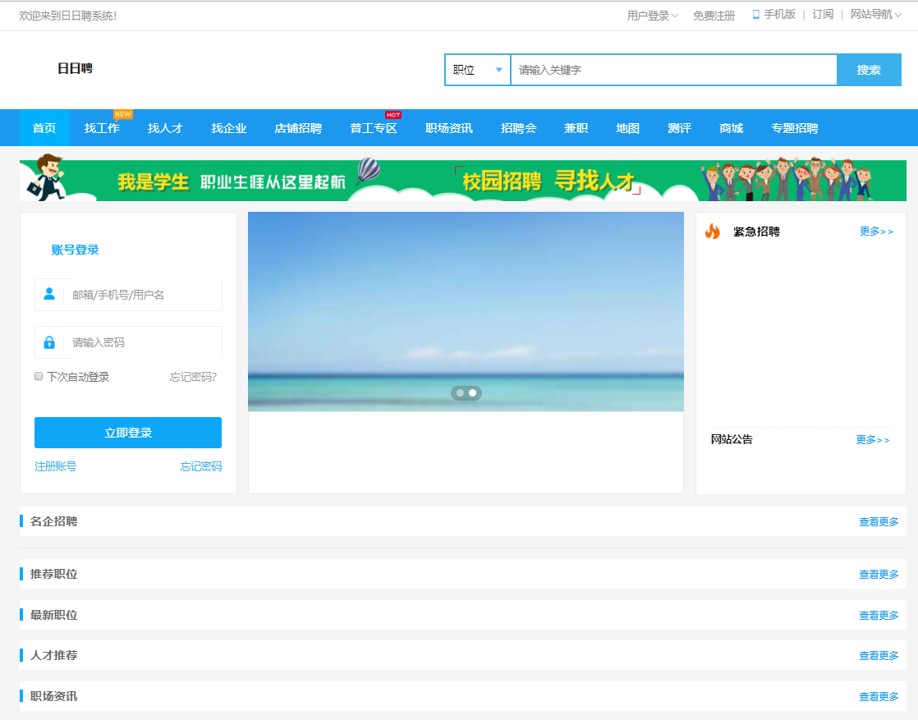 欢迎来到日日聘系统! 用户登录 免费注册 手机版 | 订阅 | 网站导航
日日聘 职位 请输入关键字 搜索
NEW HOT
首页 找工作 找人才 找企业 店铺招聘 普工专区 职场资讯 招聘会 兼职 地图 测评 商城 专题招聘
我是学生 职业生涯从这里起航 校园招聘 寻找人才
账号登录
邮箱/手机号/用户名
请输入密码
下次自动登录 忘记密码?
立即登录
注册账号 忘记密码
紧急招聘 更多>>
网站公告 更多>>
名企招聘 查看更多
推荐职位 查看更多
最新职位 查看更多
人才推荐 查看更多
职场资讯 查看更多